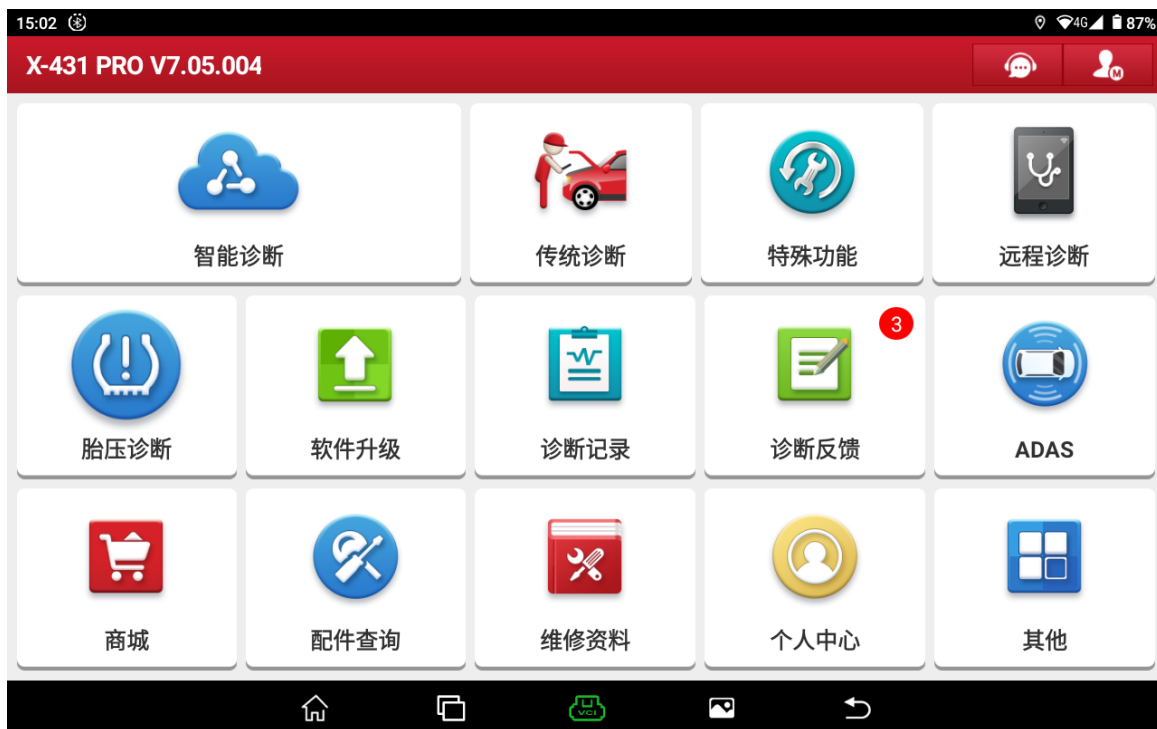 15:02 4G 87%
X-431 PRO V7.05.004
M
智能诊断 传统诊断 特殊功能 远程诊断
3
胎压诊断 软件升级 诊断记录 诊断反馈 ADAS
商城 配件查询 维修资料 个人中心 其他
VCI